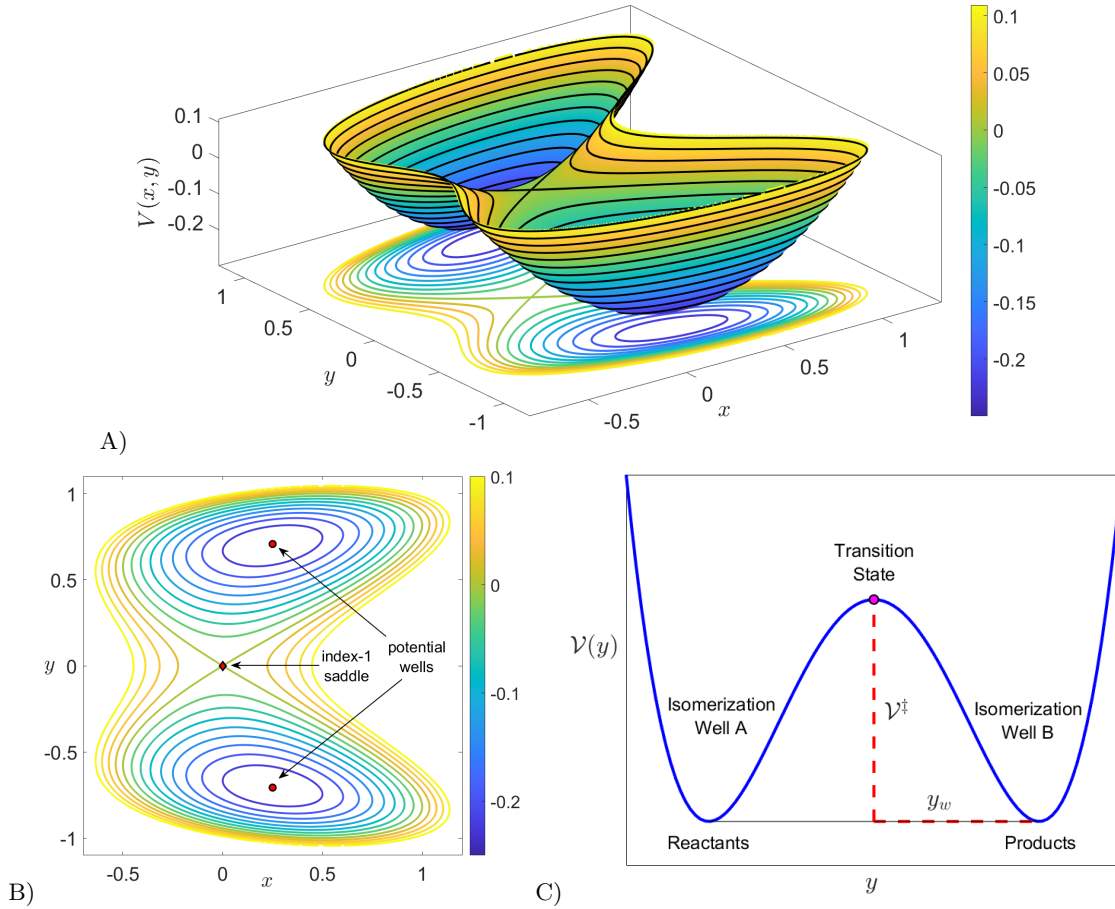 0.1
0
-0.1
-0.2
V(x, y)
1
0.5
0
-0.5
-1
y
-0.5
0
0.5
1
x
0.1
0.05
0
-0.05
-0.1
-0.15
-0.2
A)
1
0.5
0
-0.5
-1
y
-0.5
0
0.5
1
x
index-1
saddle
potential
wells
0.1
0
-0.1
-0.2
B)
𝒱(y)
Transition
State
Isomerization
Well A
𝒱‡
Isomerization
Well B
y_w
Reactants
Products
y
C)